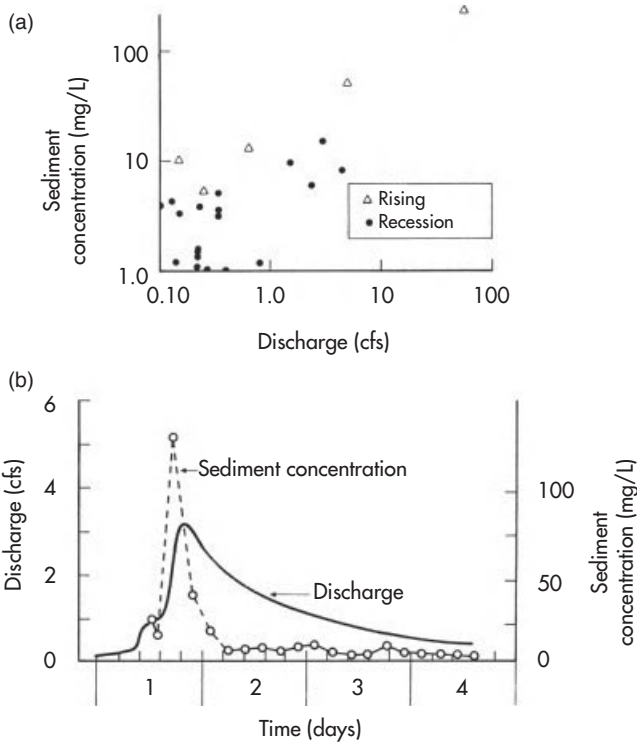 (a)
Sediment
concentration (mg/L)
100
10
1.0
Rising
Recession
0.10 1.0 10 100
Discharge (cfs)
(b)
Discharge (cfs)
6
4
2
0
Sediment concentration
Discharge
100
50
0
Sediment
concentration (mg/L)
1 2 3 4
Time (days)